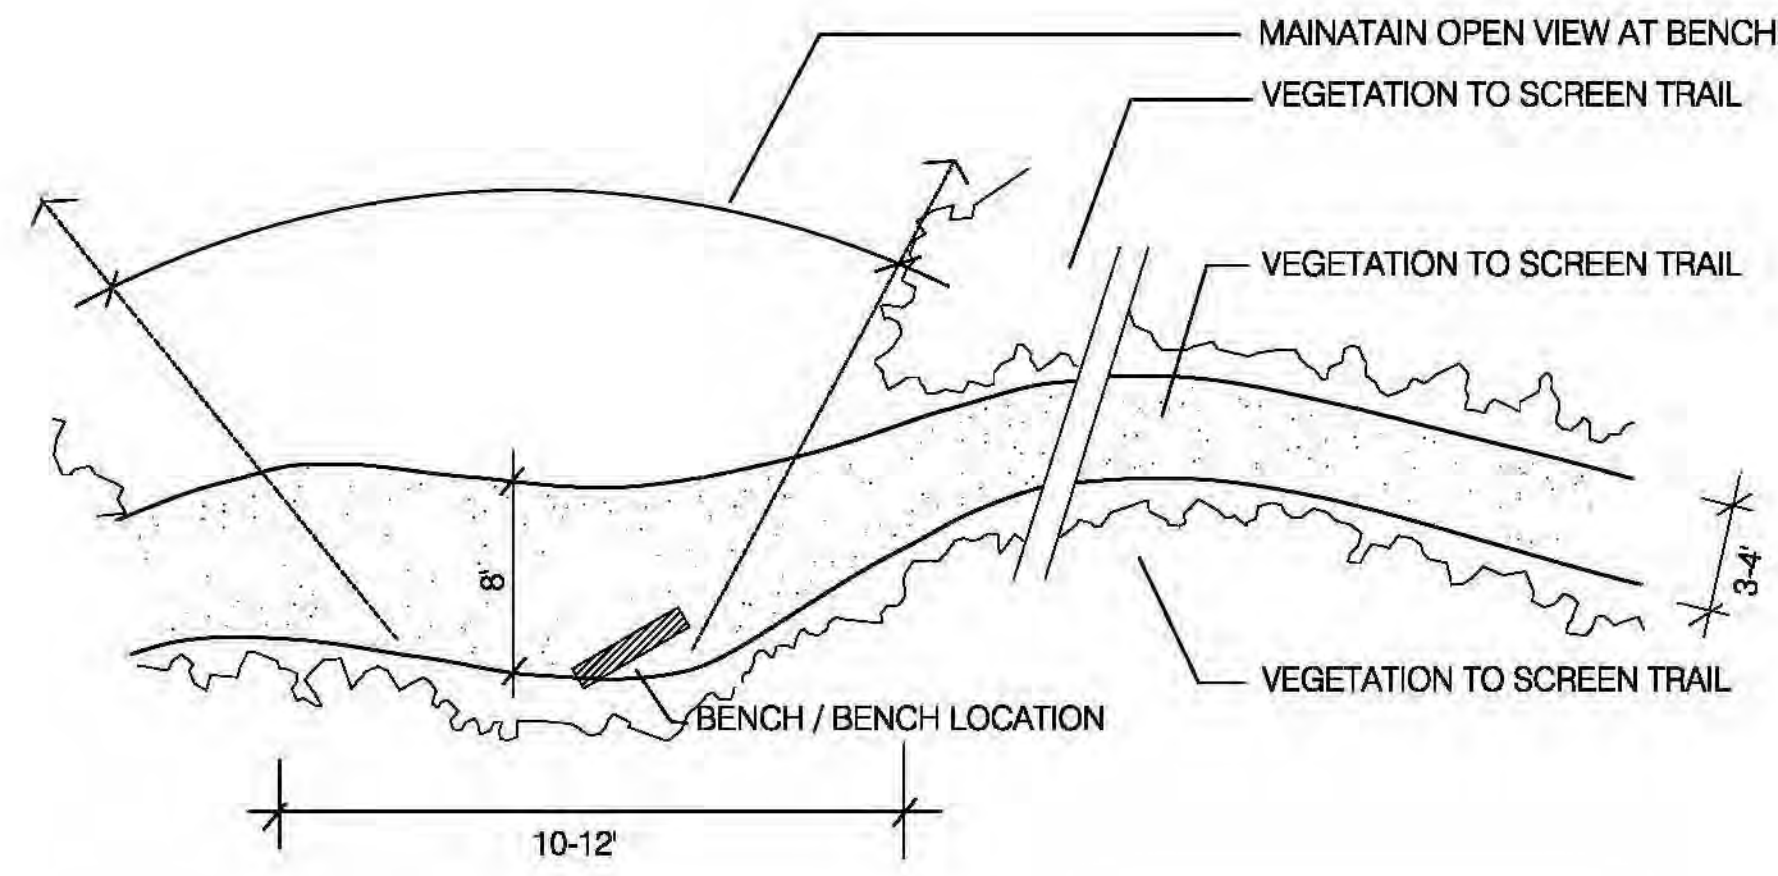 MAINATAIN OPEN VIEW AT BENCH
VEGETATION TO SCREEN TRAIL
VEGETATION TO SCREEN TRAIL
8'
3-4'
VEGETATION TO SCREEN TRAIL
BENCH / BENCH LOCATION
10-12'